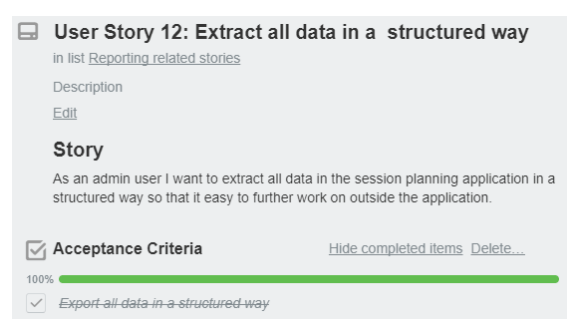 User Story 12: Extract all data in a structured way
in list Reporting related stories
Description
Edit
Story
As an admin user I want to extract all data in the session planning application in a
structured way so that it easy to further work on outside the application.
Acceptance Criteria Hide completed items Delete...
100%
Export all data in a structured way